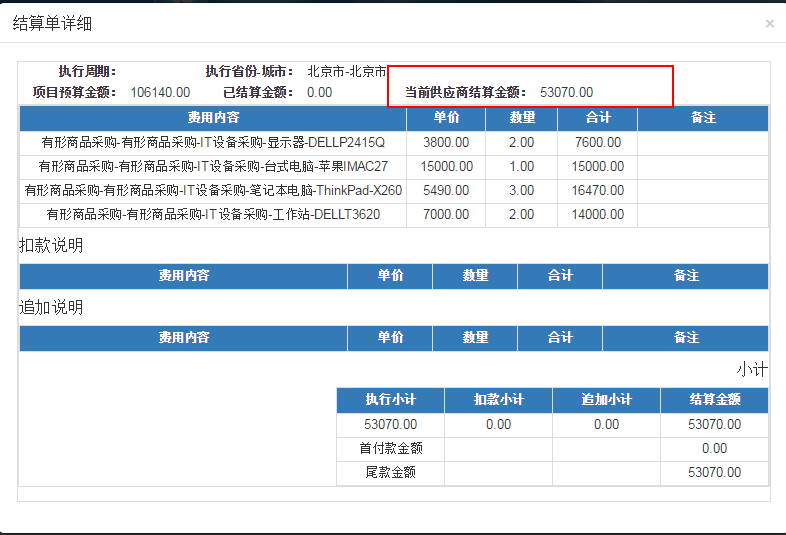 结算单详细 ×
执行周期： 执行省份-城市： 北京市-北京市
项目预算金额： 106140.00 已结算金额： 0.00 当前供应商结算金额： 53070.00
费用内容 单价 数量 合计 备注
有形商品采购-有形商品采购-IT设备采购-显示器-DELLP2415Q 3800.00 2.00 7600.00
有形商品采购-有形商品采购-IT设备采购-台式电脑-苹果IMAC27 15000.00 1.00 15000.00
有形商品采购-有形商品采购-IT设备采购-笔记本电脑-ThinkPad-X260 5490.00 3.00 16470.00
有形商品采购-有形商品采购-IT设备采购-工作站-DELLT3620 7000.00 2.00 14000.00
扣款说明
费用内容 单价 数量 合计 备注
追加说明
费用内容 单价 数量 合计 备注
小计
执行小计 扣款小计 追加小计 结算金额
53070.00 0.00 0.00 53070.00
首付款金额 0.00
尾款金额 53070.00